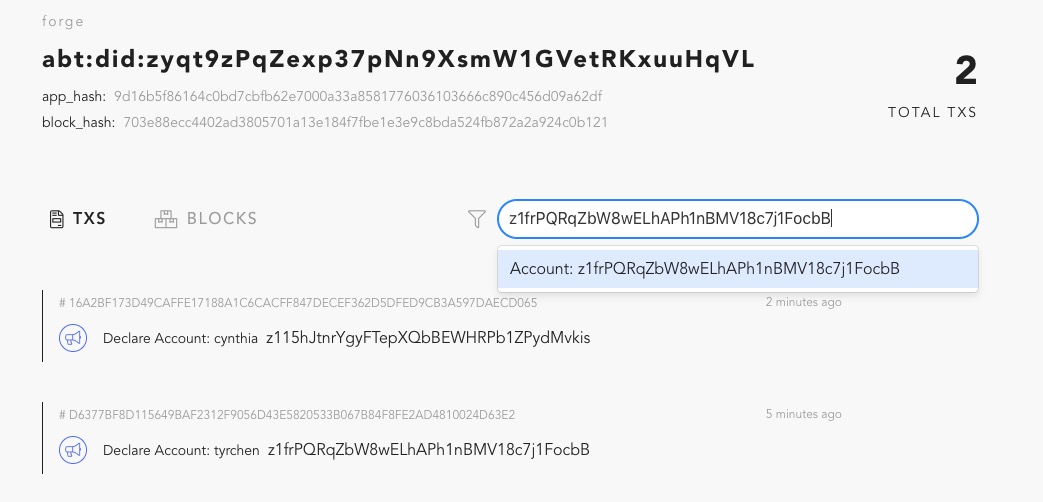 forge
abt:did:zyqt9zPqZexp37pNn9XsmW1GVetRKxuuHqVL
2
app_hash: 9d16b5f86164c0bd7cbfb62e7000a33a8581776036103666c890c456d09a62df
TOTAL TXS
block_hash: 703e88ecc4402ad3805701a13e184f7fbe1e3e9c8bda524fb872a2a924c0b121
TXS BLOCKS z1frPQRqZbW8wELhAPh1nBMV18c7j1FocbB
Account: z1frPQRqZbW8wELhAPh1nBMV18c7j1FocbB
# 16A2BF173D49CAFFE17188A1C6CACFF847DECEF362D5DFED9CB3A597DAECD065 2 minutes ago
Declare Account: cynthia z115hJtnrYgyFTepXQbBEWHRPb1ZPydMvkis
# D6377BF8D115649BAF2312F9056D43E5820533B067B84F8FE2AD4810024D63E2 5 minutes ago
Declare Account: tyrchen z1frPQRqZbW8wELhAPh1nBMV18c7j1FocbB